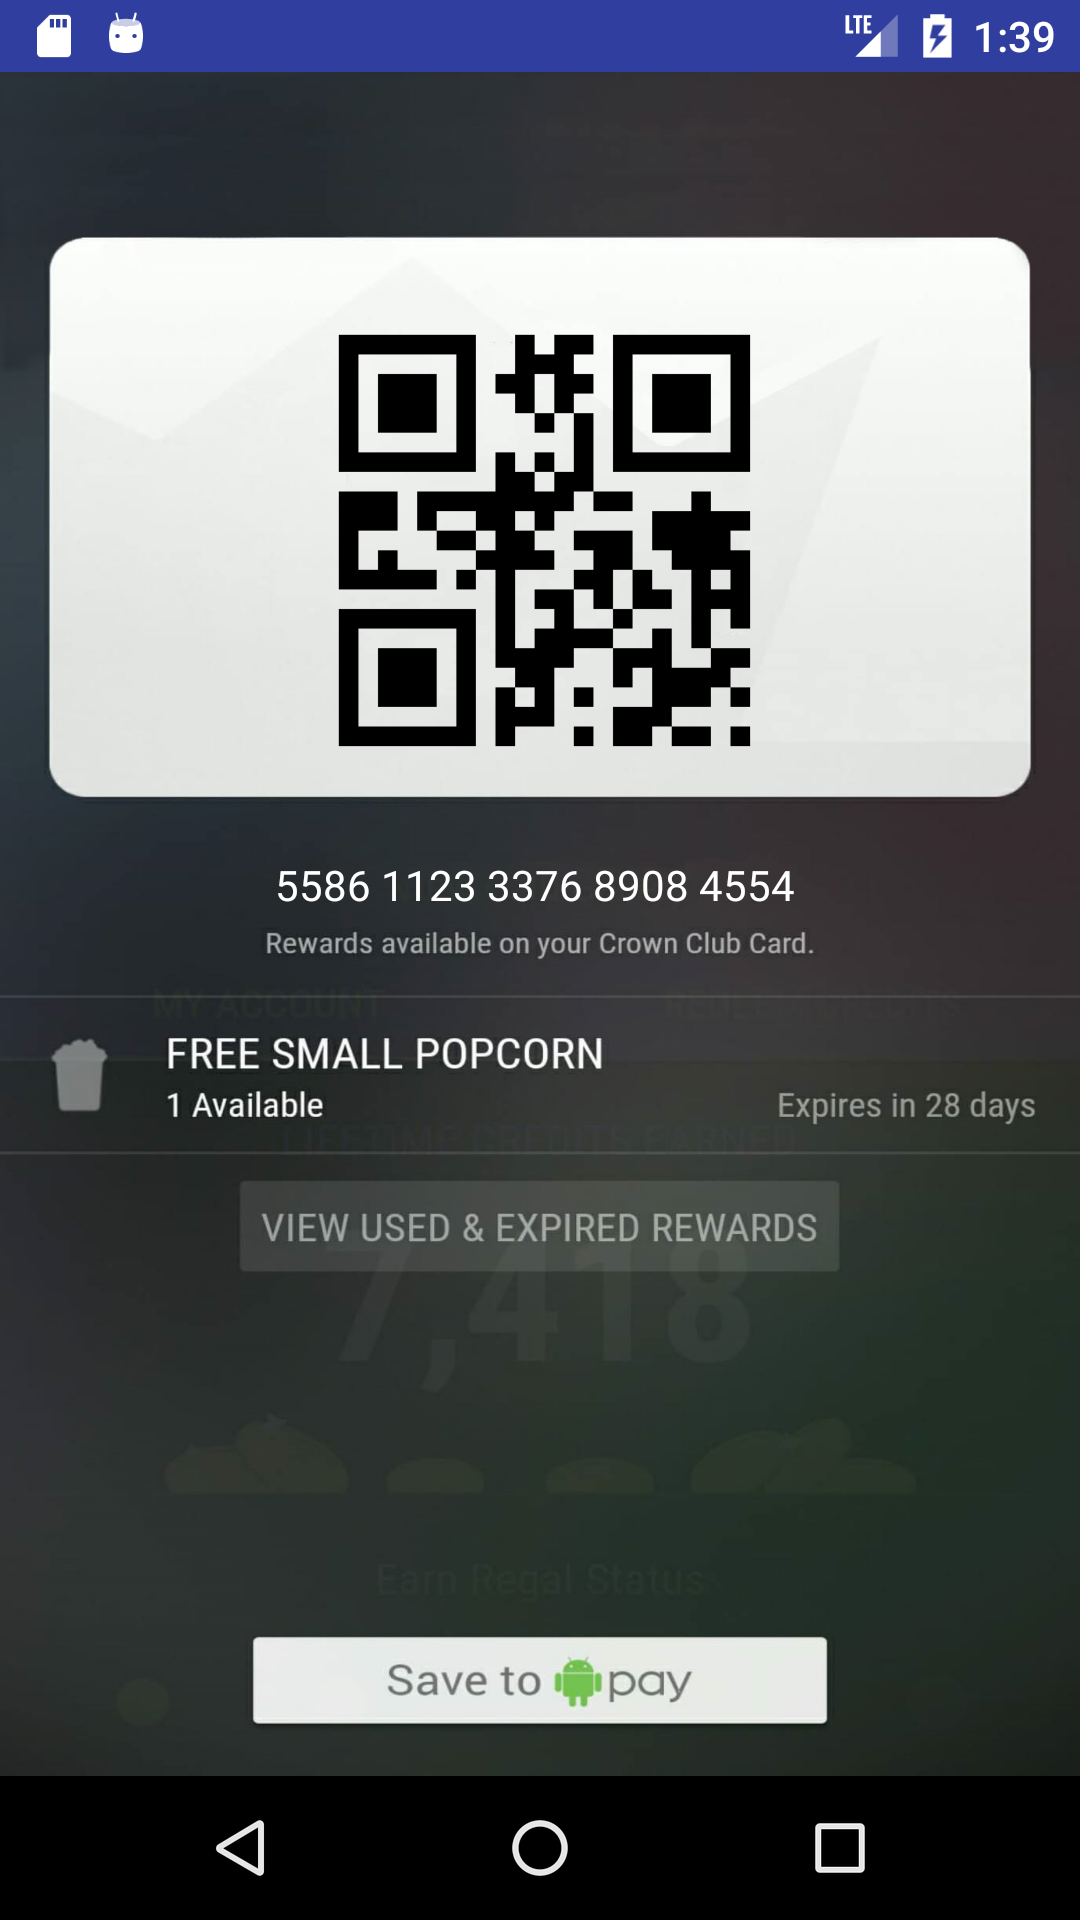 LTE 1:39
5586 1123 3376 8908 4554
Rewards available on your Crown Club Card.
MY ACCOUNT REDEEM CREDITS
FREE SMALL POPCORN
1 Available Expires in 28 days
LIFETIME CREDITS EARNED
VIEW USED & EXPIRED REWARDS
7,418
Earn Regal Status
Save to pay